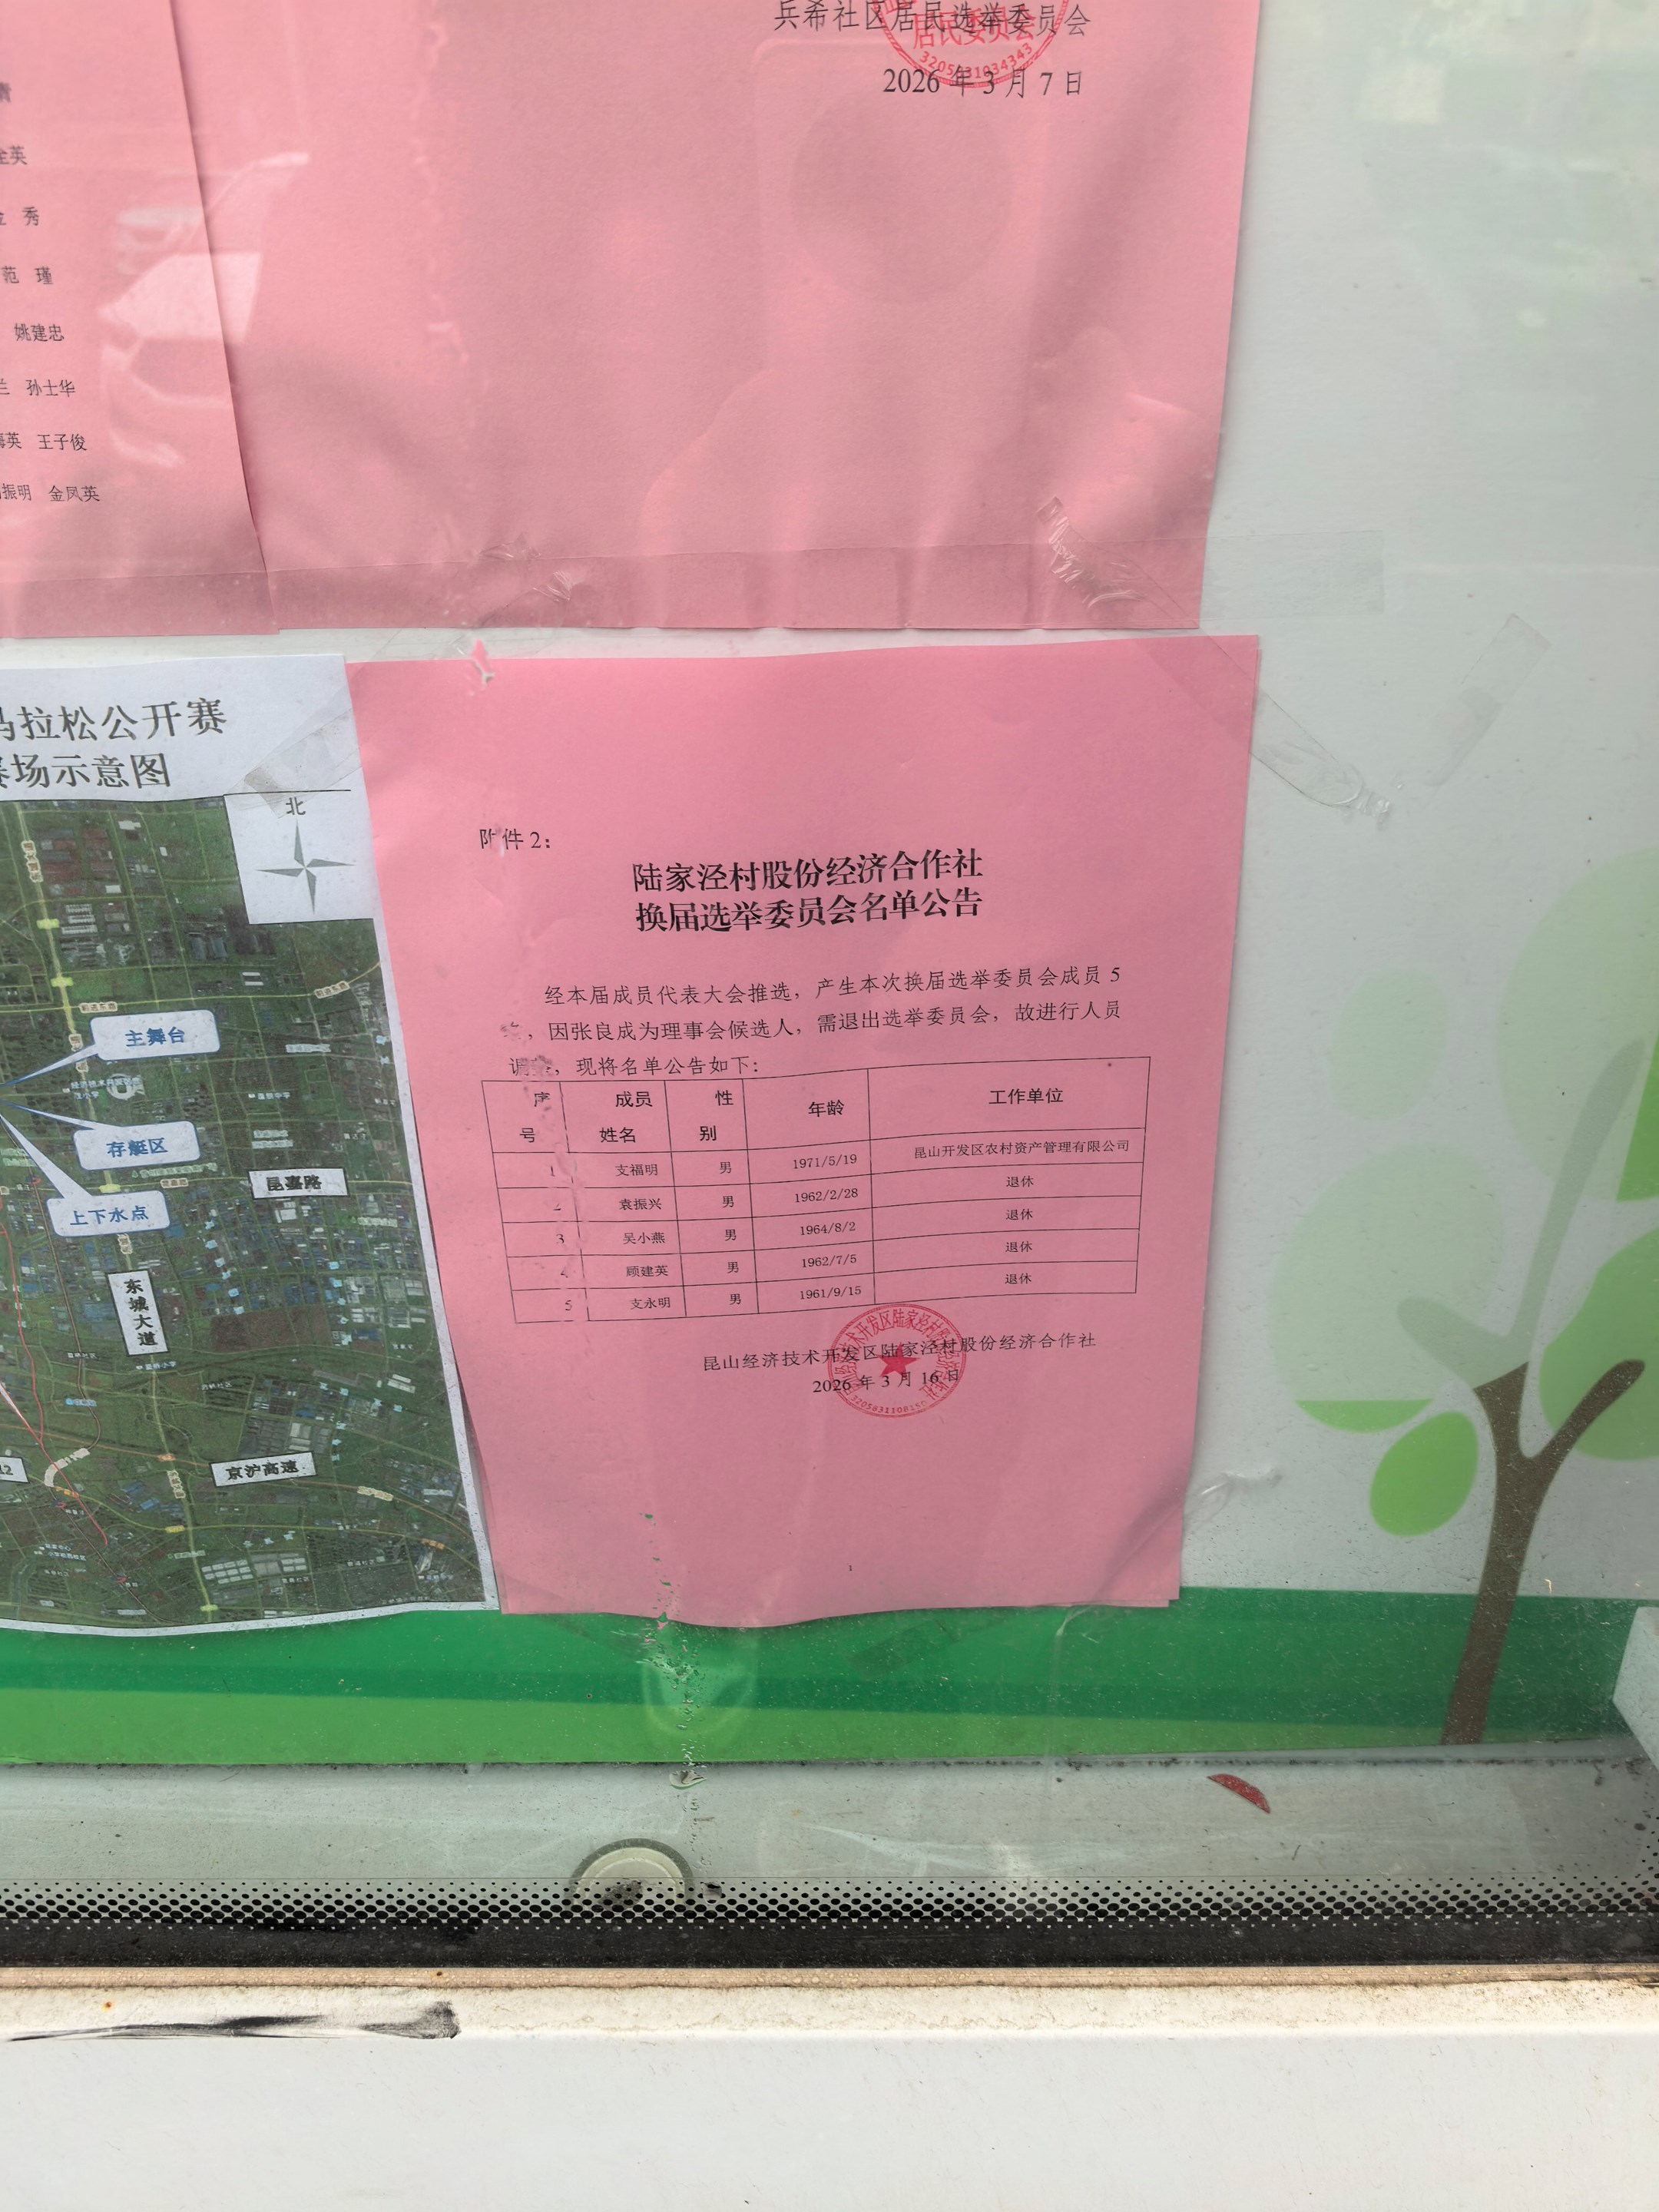 兵希社区居民选举委员会
居民委员会
2026 年 3 月 7 日
秀
范 瑾
姚建忠
兰 孙士华
英 王子俊
振明 金凤英
马拉松公开赛
赛场示意图
北
主舞台
存艇区
上下水点
昆嘉路
东城大道
京沪高速
附件 2：
陆家泾村股份经济合作社
换届选举委员会名单公告
经本届成员代表大会推选，产生本次换届选举委员会成员 5
，因张良成为理事会候选人，需退出选举委员会，故进行人员
调 ，现将名单公告如下：
序号 成员姓名 性别 年龄 工作单位
1 支福明 男 1971/5/19 昆山开发区农村资产管理有限公司
2 袁振兴 男 1962/2/28 退休
3 吴小燕 男 1964/8/2 退休
4 顾建英 男 1962/7/5 退休
5 支永明 男 1961/9/15 退休
昆山经济技术开发区陆家泾村股份经济合作社
2026 年 3 月 16 日